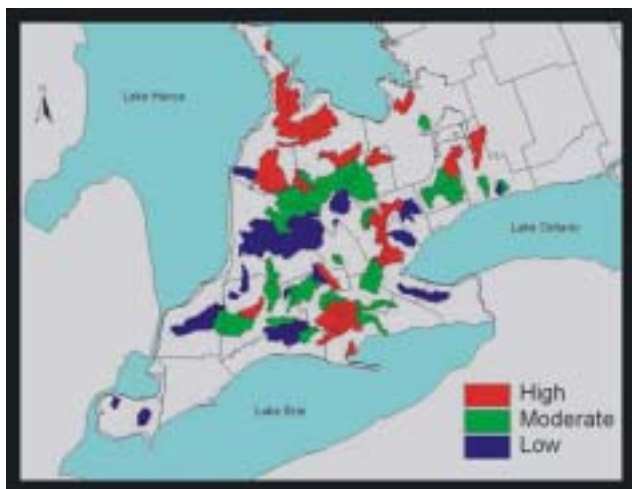 Lake Huron
Lake Ontario
Lake Erie
High
Moderate
Low